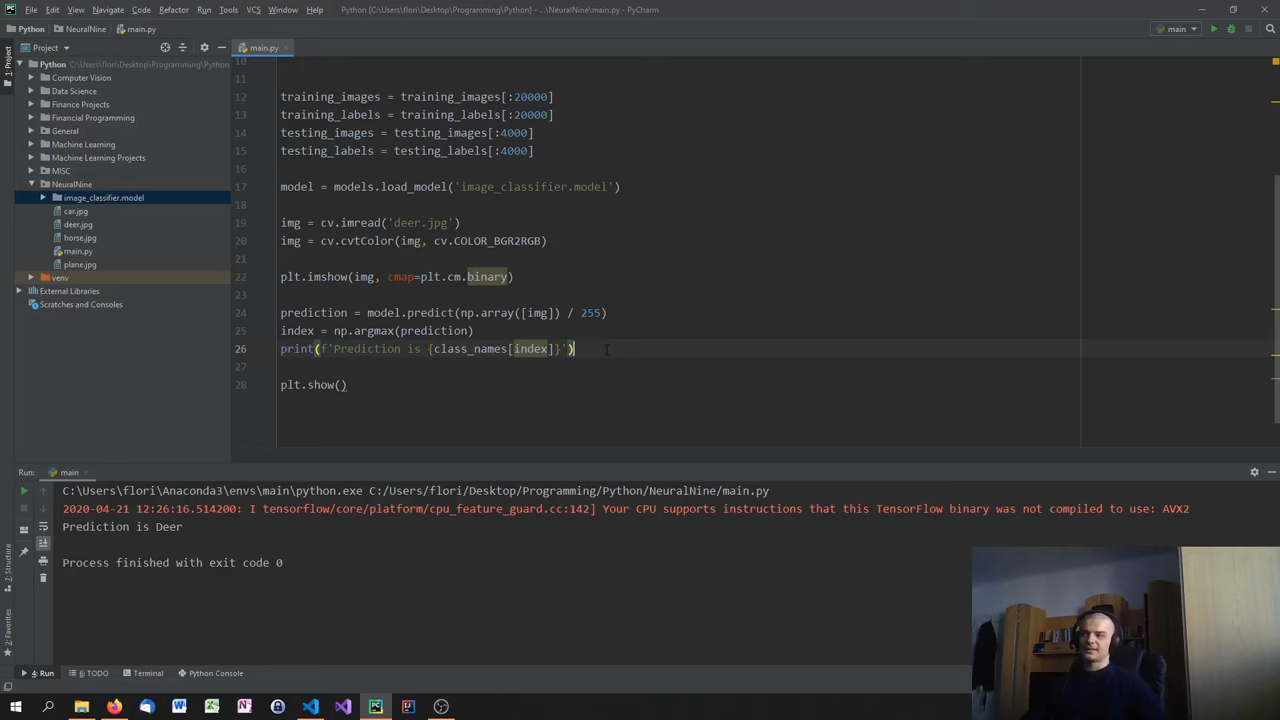 File Edit View Navigate Code Refactor Run Tools VCS Window Help Python [C:\Users\flori\Desktop\Programming\Python] - ...\NeuralNine\main.py - PyCharm
Python NeuralNine main.py main
Project main.py
1: Project
Python C:\Users\flori\Desktop\Programming\Python
Computer Vision
Data Science
Finance Projects
Financial Programming
General
Machine Learning
Machine Learning Projects
MISC
NeuralNine
image_classifier.model
car.jpg
deer.jpg
horse.jpg
main.py
plane.jpg
venv
External Libraries
Scratches and Consoles
10
11
12 training_images = training_images[:20000]
13 training_labels = training_labels[:20000]
14 testing_images = testing_images[:4000]
15 testing_labels = testing_labels[:4000]
16
17 model = models.load_model('image_classifier.model')
18
19 img = cv.imread('deer.jpg')
20 img = cv.cvtColor(img, cv.COLOR_BGR2RGB)
21
22 plt.imshow(img, cmap=plt.cm.binary)
23
24 prediction = model.predict(np.array([img]) / 255)
25 index = np.argmax(prediction)
26 print(f'Prediction is {class_names[index]}')
27
28 plt.show()
Run: main
C:\Users\flori\Anaconda3\envs\main\python.exe C:/Users/flori/Desktop/Programming/Python/NeuralNine/main.py
2020-04-21 12:26:16.514200: I tensorflow/core/platform/cpu_feature_guard.cc:142] Your CPU supports instructions that this TensorFlow binary was not compiled to use: AVX2
Prediction is Deer
Process finished with exit code 0
7: Structure
2: Favorites
4: Run 6: TODO Terminal Python Console